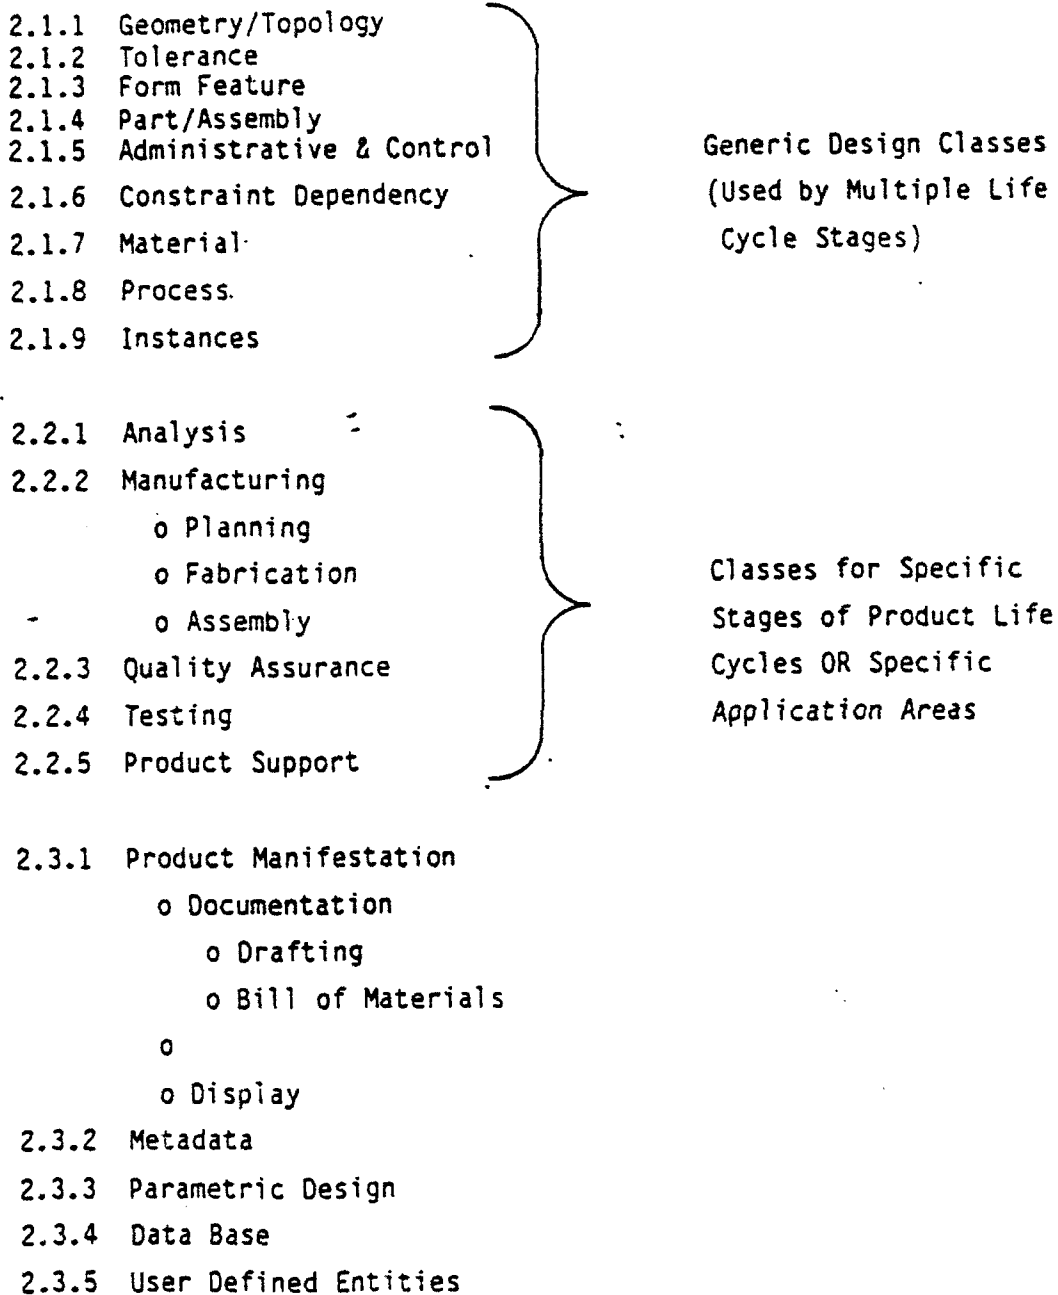 2.1.1 Geometry/Topology
2.1.2 Tolerance
2.1.3 Form Feature
2.1.4 Part/Assembly
2.1.5 Administrative & Control
2.1.6 Constraint Dependency
2.1.7 Material
2.1.8 Process
2.1.9 Instances
Generic Design Classes
(Used by Multiple Life
Cycle Stages)
2.2.1 Analysis
2.2.2 Manufacturing
o Planning
o Fabrication
o Assembly
2.2.3 Quality Assurance
2.2.4 Testing
2.2.5 Product Support
Classes for Specific
Stages of Product Life
Cycles OR Specific
Application Areas
2.3.1 Product Manifestation
o Documentation
o Drafting
o Bill of Materials
o
o Display
2.3.2 Metadata
2.3.3 Parametric Design
2.3.4 Data Base
2.3.5 User Defined Entities